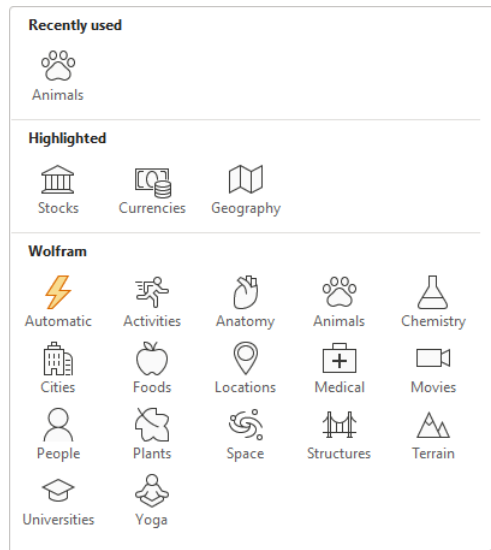 Recently used
Animals
Highlighted
Stocks Currencies Geography
Wolfram
Automatic Activities Anatomy Animals Chemistry
Cities Foods Locations Medical Movies
People Plants Space Structures Terrain
Universities Yoga